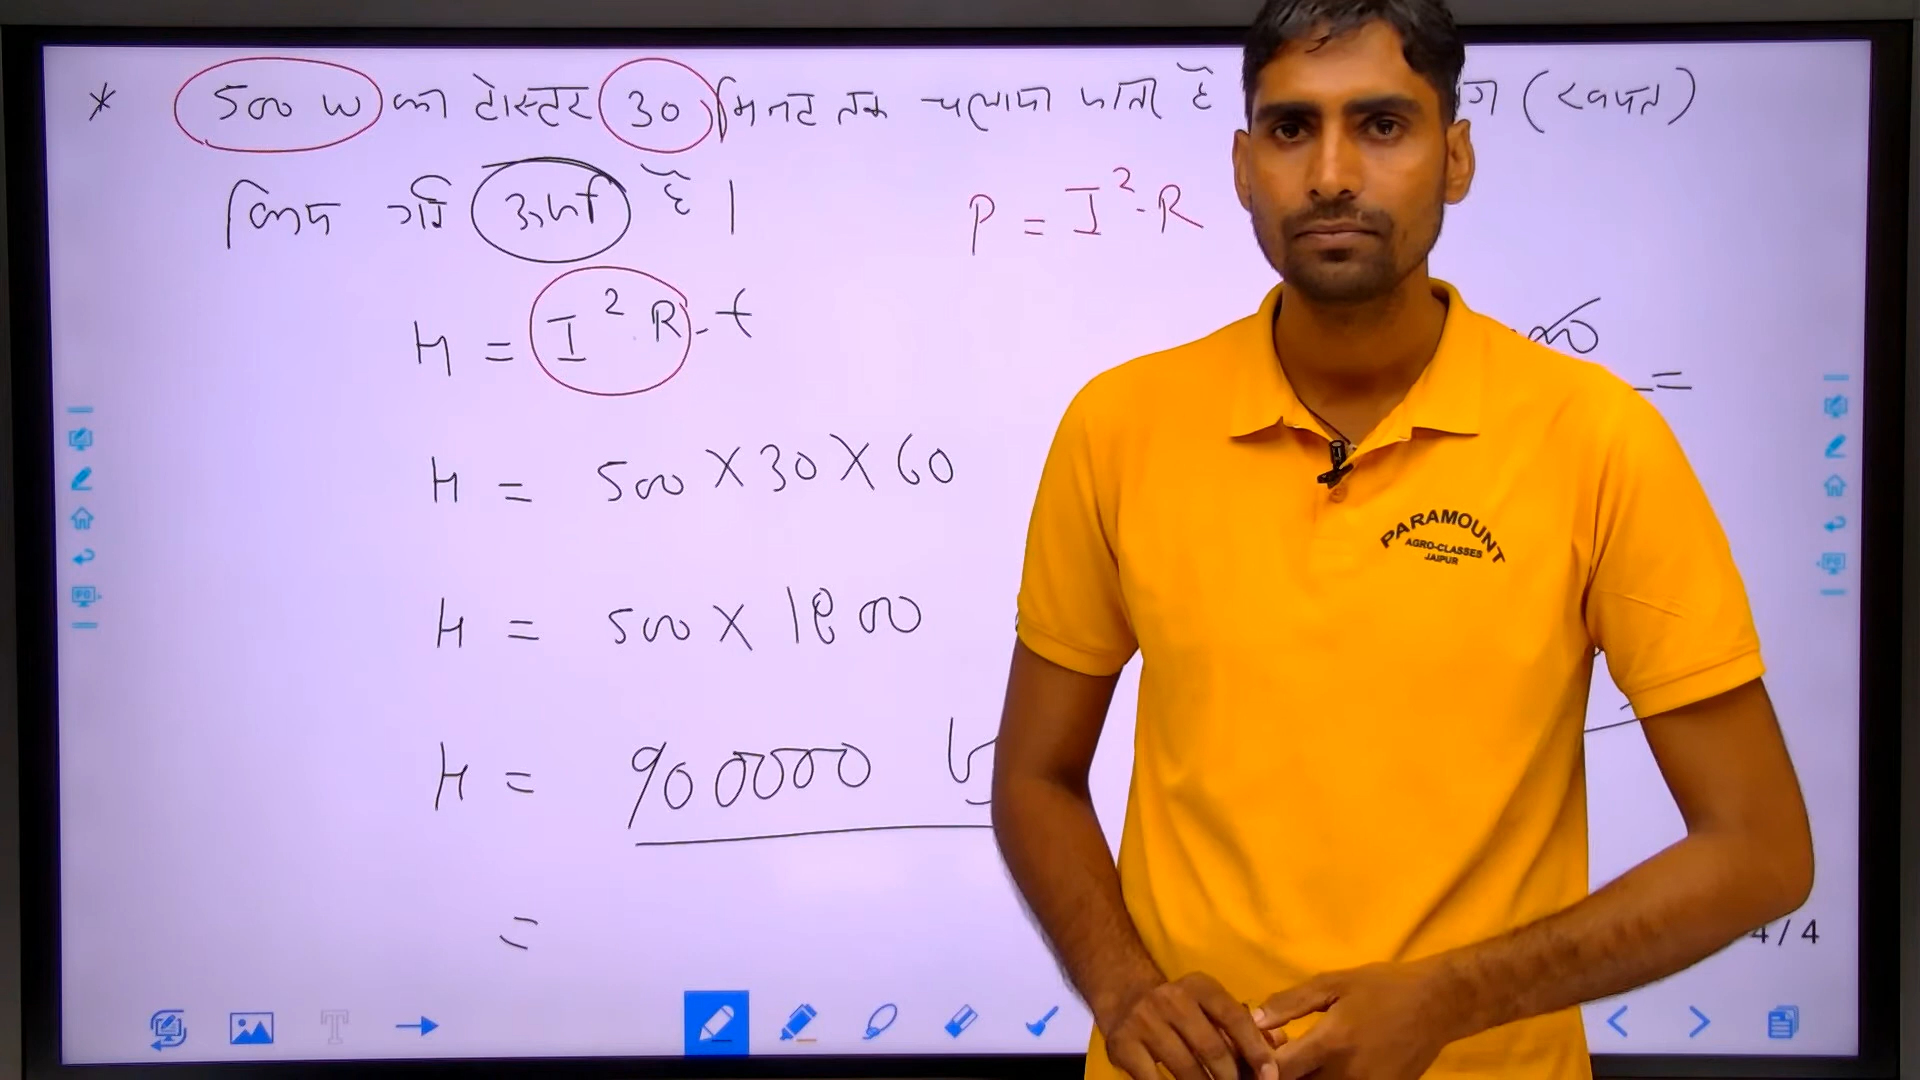 * 500 W का टोस्टर 30 मिनट तक चलाया जाता है (खपत)
किया गया ऊर्जा है ।
P = I²·R
H = I²·R·t
=
H = 500 X 30 X 60
H = 500 X 1800
H = 900000
=
PARAMOUNT
AGRO-CLASSES
JAIPUR
4 / 4